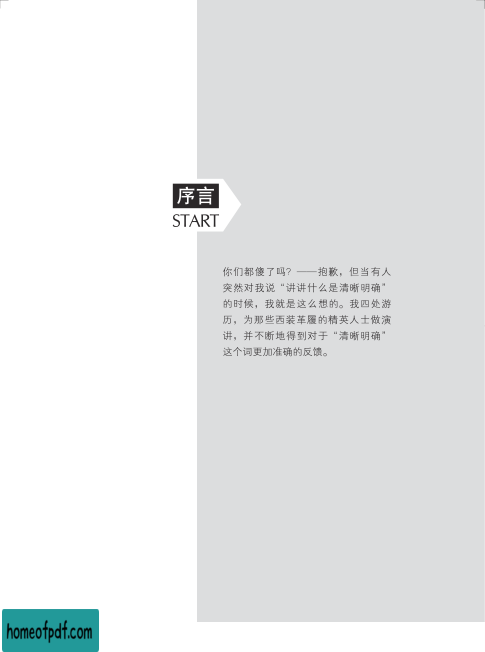 序言
START
你们都傻了吗？——抱歉，但当有人
突然对我说“讲讲什么是清晰明确”
的时候，我就是这么想的。我四处游
历，为那些西装革履的精英人士做演
讲，并不断地得到对于“清晰明确”
这个词更加准确的反馈。
homeofpdf.com